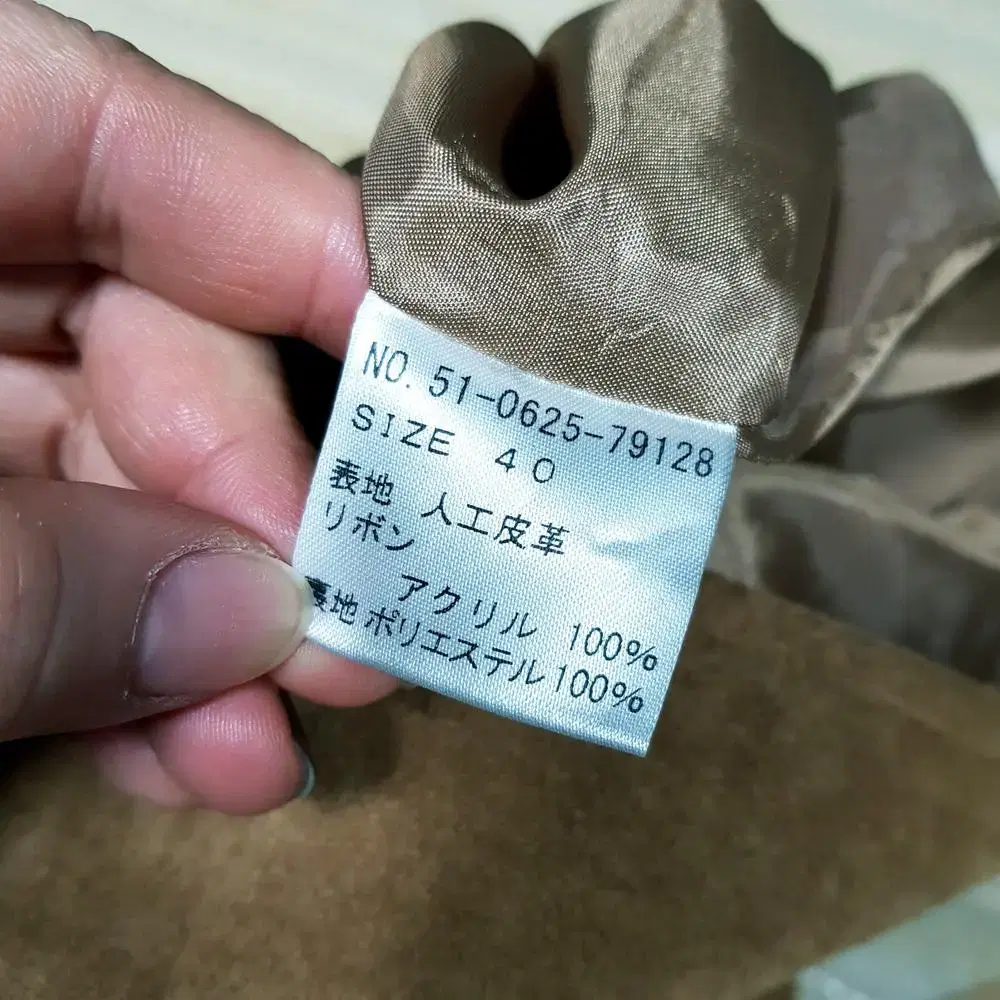 NO. 51-0625-79128
SIZE 40
表地 人工皮革
リボン
アクリル 100%
裏地 ポリエステル100%